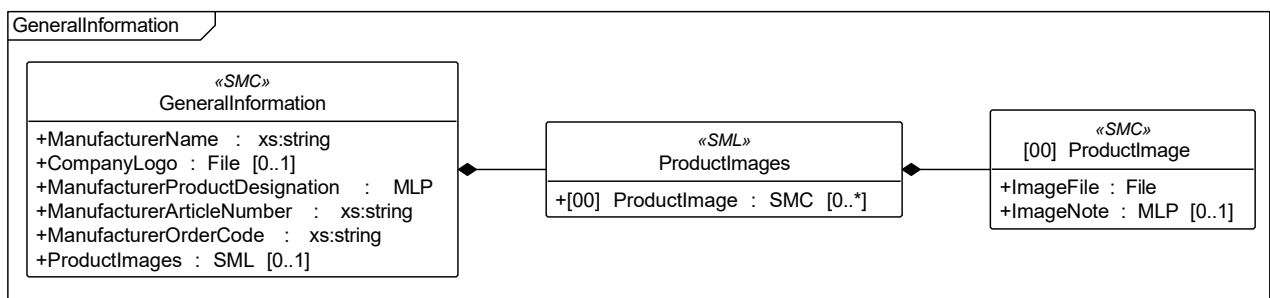 GeneralInformation
«SMC»
GeneralInformation
+ManufacturerName : xs:string
+CompanyLogo : File [0..1]
+ManufacturerProductDesignation : MLP
+ManufacturerArticleNumber : xs:string
+ManufacturerOrderCode : xs:string
+ProductImages : SML [0..1]
«SML»
ProductImages
+[00] ProductImage : SMC [0..*]
«SMC»
[00] ProductImage
+ImageFile : File
+ImageNote : MLP [0..1]